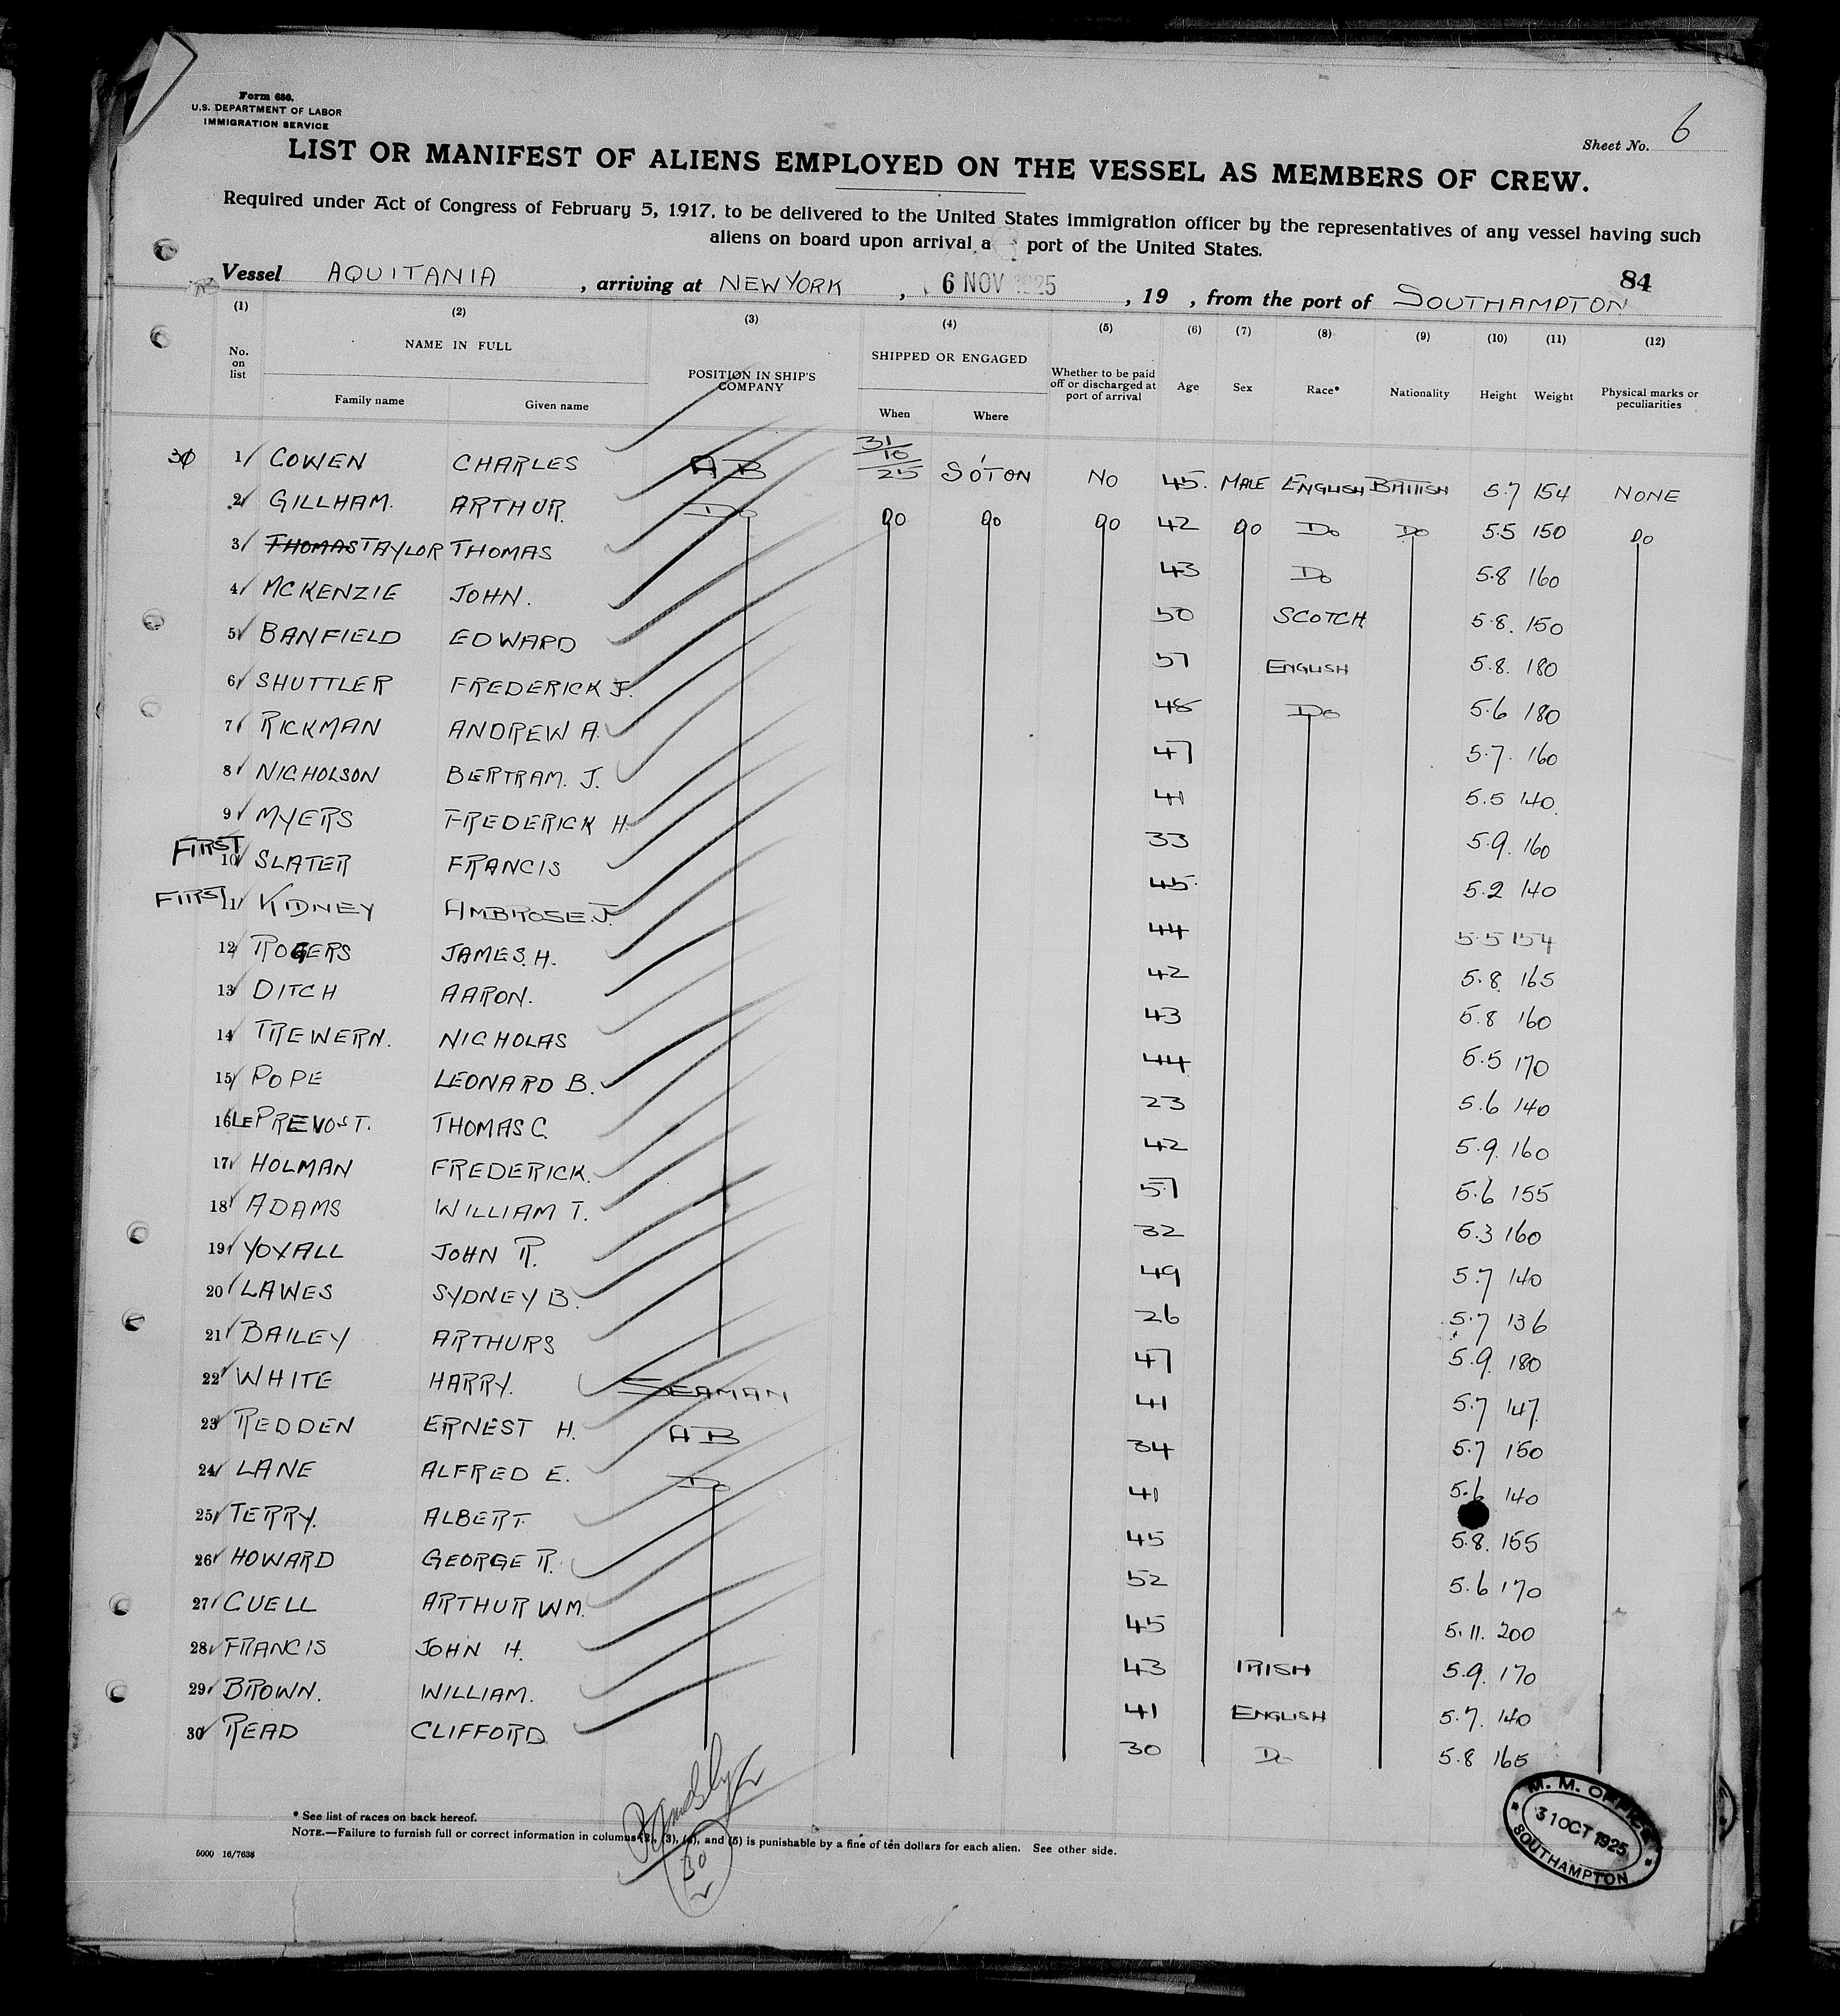 Form 680.
U.S. DEPARTMENT OF LABOR
IMMIGRATION SERVICE
Sheet No. 6
LIST OR MANIFEST OF ALIENS EMPLOYED ON THE VESSEL AS MEMBERS OF CREW.
Required under Act of Congress of February 5, 1917, to be delivered to the United States immigration officer by the representatives of any vessel having such
aliens on board upon arrival a port of the United States.
84
Vessel AQUITANIA , arriving at NEW YORK , 6 NOV 1925 , 19 , from the port of SOUTHAMPTON
(1) (2) (3) (4) (5) (6) (7) (8) (9) (10) (11) (12)
No. on list NAME IN FULL POSITION IN SHIP'S COMPANY SHIPPED OR ENGAGED Whether to be paid off or discharged at port of arrival Age Sex Race* Nationality Height Weight Physical marks or peculiarities
Family name Given name When Where
30 1 COWEN CHARLES AB 31/10 25 SO'TON NO 45. MALE ENGLISH BRITISH 5.7 154 NONE
2 GILLHAM. ARTHUR. DO DO DO DO 42 DO DO DO 5.5 150 DO
3 THOMAS TAYLOR THOMAS 43 DO 5.8 160
4 MCKENZIE JOHN. 50 SCOTCH 5.8. 150
5 BANFIELD EDWARD 57 ENGLISH 5.8. 180
6 SHUTTLER FREDERICK J. 48 DO 5.6 180
7 RICKMAN ANDREW A. 47 5.7. 160
8 NICHOLSON BERTRAM. J. 41 5.5 140.
9 MYERS FREDERICK H. 33 5.9. 160
FIRST 10 SLATER FRANCIS 45. 5.2 140
FIRST 11 KIDNEY AMBROSE. J. 44 5.5 154
12 ROGERS JAMES. H. 42 5.8. 165
13 DITCH AARON. 43 5.8 160
14 TREWERN. NICHOLAS 44 5.5 170
15 POPE LEONARD B. 23 5.6 140
16 LE PREVOST. THOMAS C. 42 5.9. 160
17 HOLMAN FREDERICK. 57 5.6 155
18 ADAMS WILLIAM T. 32 5.3 160
19 YOXALL JOHN R. 49 5.7 140
20 LAWES SYDNEY B. 26 5.7 136
21 BAILEY ARTHURS 47 5.9. 180
22 WHITE HARRY. SEAMAN 41 5.7 147.
23 REDDEN ERNEST H. AB 34 5.7 150
24 LANE ALFRED E. DO 41 5.6 140
25 TERRY. ALBERT. 45 5.8. 155
26 HOWARD GEORGE R. 52 5.6 170
27 CUELL ARTHUR WM. 45 5.11. 200
28 FRANCIS JOHN H. 43 IRISH 5.9. 170
29 BROWN. WILLIAM. 41 ENGLISH 5.7. 140
30 READ CLIFFORD 30 DO 5.8 165
* See list of races on back hereof.
NOTE.—Failure to furnish full or correct information in columns (2), (3), (4), and (5) is punishable by a fine of ten dollars for each alien. See other side.
5000 16/7638
30
M. M. OFFICE
31 OCT 1925
SOUTHAMPTON